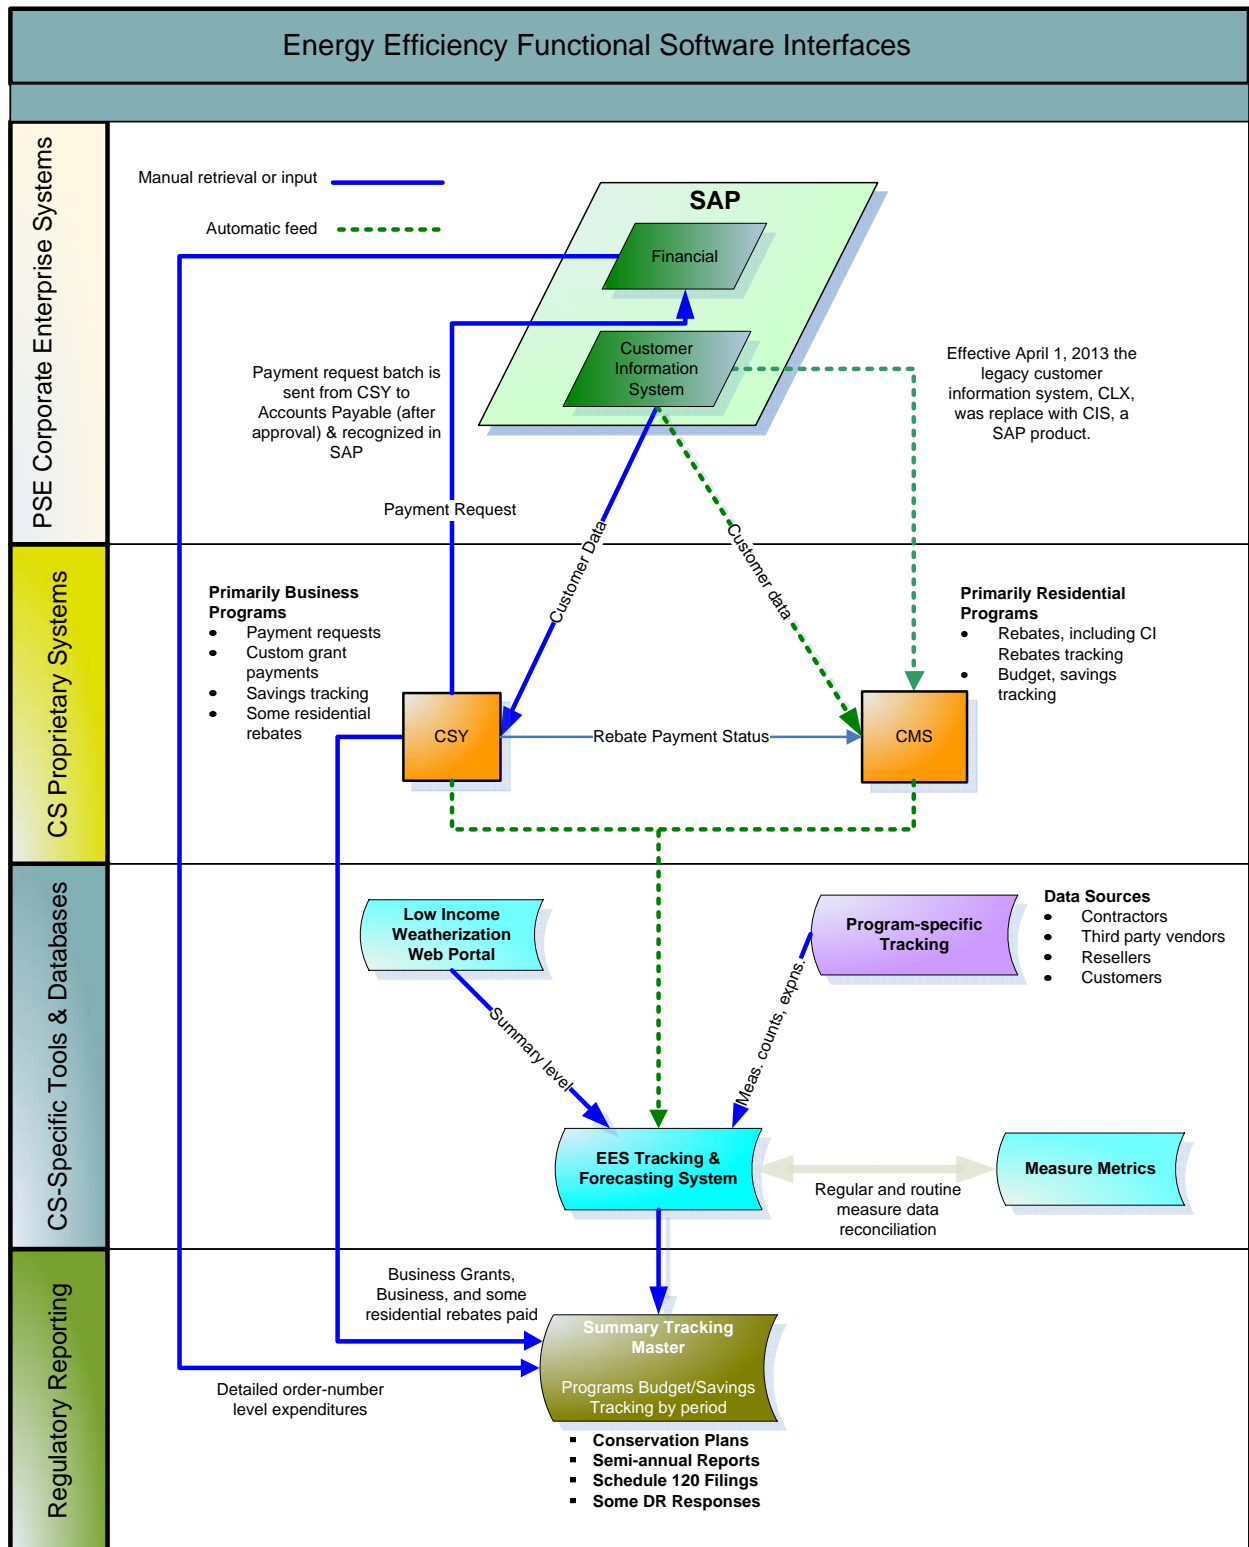 Energy Efficiency Functional Software Interfaces
PSE Corporate Enterprise Systems
Manual retrieval or input
Automatic feed
SAP
Financial
Customer
Information
System
Payment request batch is
sent from CSY to
Accounts Payable (after
approval) & recognized in
SAP
Effective April 1, 2013 the
legacy customer
information system, CLX,
was replace with CIS, a
SAP product.
Payment Request
Customer Data
Customer data
CS Proprietary Systems
Primarily Business
Programs
• Payment requests
• Custom grant
payments
• Savings tracking
• Some residential
rebates
Primarily Residential
Programs
• Rebates, including CI
Rebates tracking
• Budget, savings
tracking
CSY
Rebate Payment Status
CMS
CS-Specific Tools & Databases
Low Income
Weatherization
Web Portal
Program-specific
Tracking
Data Sources
• Contractors
• Third party vendors
• Resellers
• Customers
Summary level
Meas. counts, expns.
EES Tracking &
Forecasting System
Regular and routine
measure data
reconciliation
Measure Metrics
Regulatory Reporting
Business Grants,
Business, and some
residential rebates paid
Detailed order-number
level expenditures
Summary Tracking
Master
Programs Budget/Savings
Tracking by period
▪ Conservation Plans
▪ Semi-annual Reports
▪ Schedule 120 Filings
▪ Some DR Responses